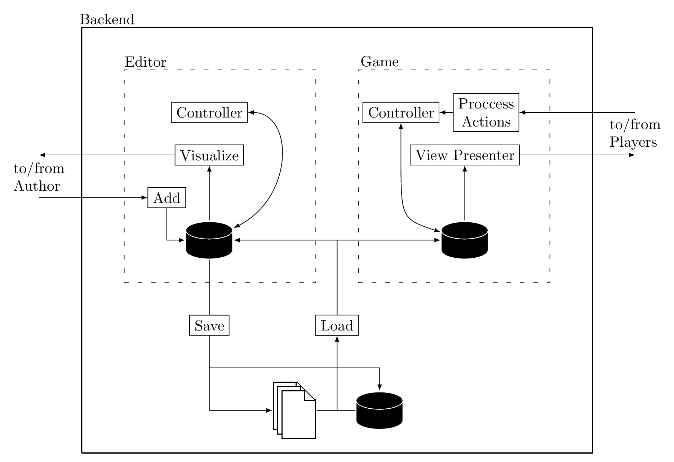 Backend
Editor
Game
Controller
Controller
Proccess
Actions
to/from
Players
Visualize
View Presenter
to/from
Author
Add
Save
Load